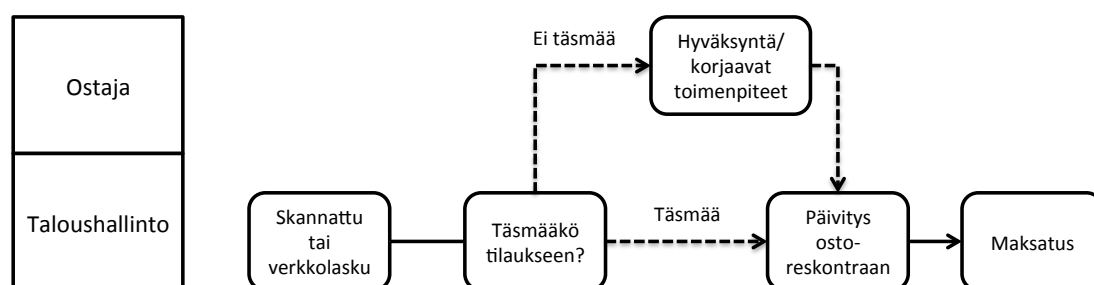 Ostaja
Taloushallinto
Ei täsmää
Hyväksyntä/
korjaavat
toimenpiteet
Skannattu
tai
verkkolasku
Täsmääkö
tilaukseen?
Täsmää
Päivitys
osto-
reskontraan
Maksatus